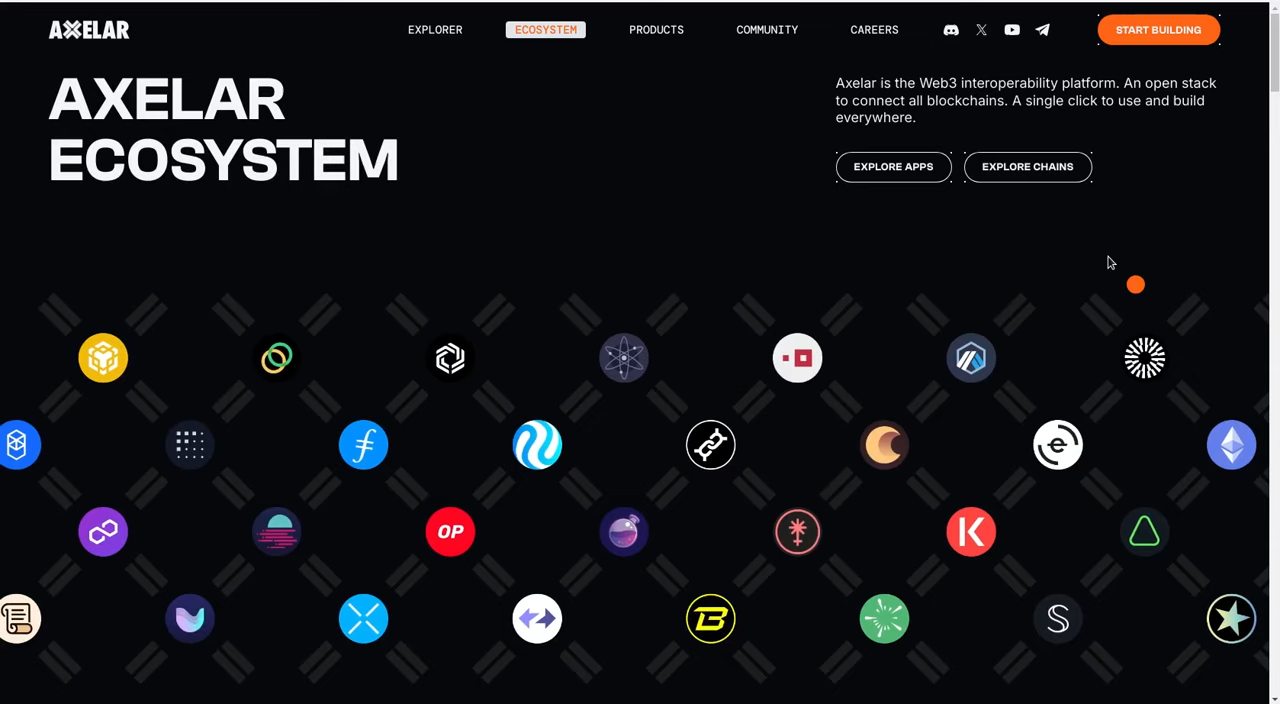 AXELAR
EXPLORER
ECOSYSTEM
PRODUCTS
COMMUNITY
CAREERS
START BUILDING
AXELAR
ECOSYSTEM
Axelar is the Web3 interoperability platform. An open stack
to connect all blockchains. A single click to use and build
everywhere.
EXPLORE APPS
EXPLORE CHAINS
OP